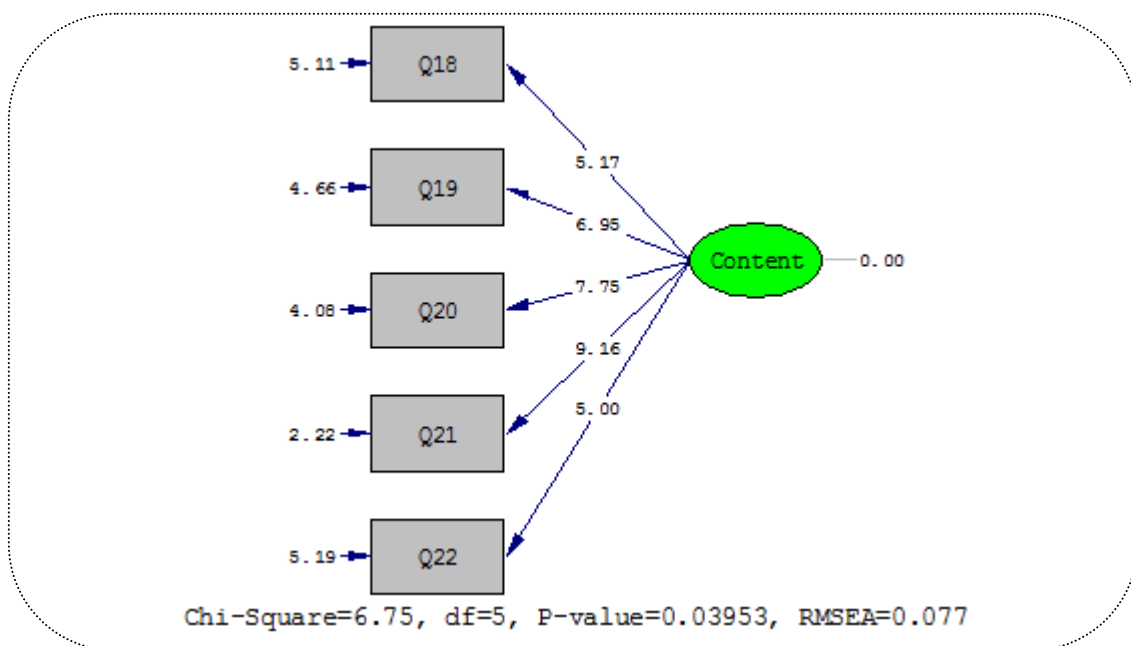 5.11
Q18
5.17
4.66
Q19
6.95
Content
0.00
4.08
Q20
7.75
9.16
2.22
Q21
5.00
5.19
Q22
Chi-Square=6.75, df=5, P-value=0.03953, RMSEA=0.077